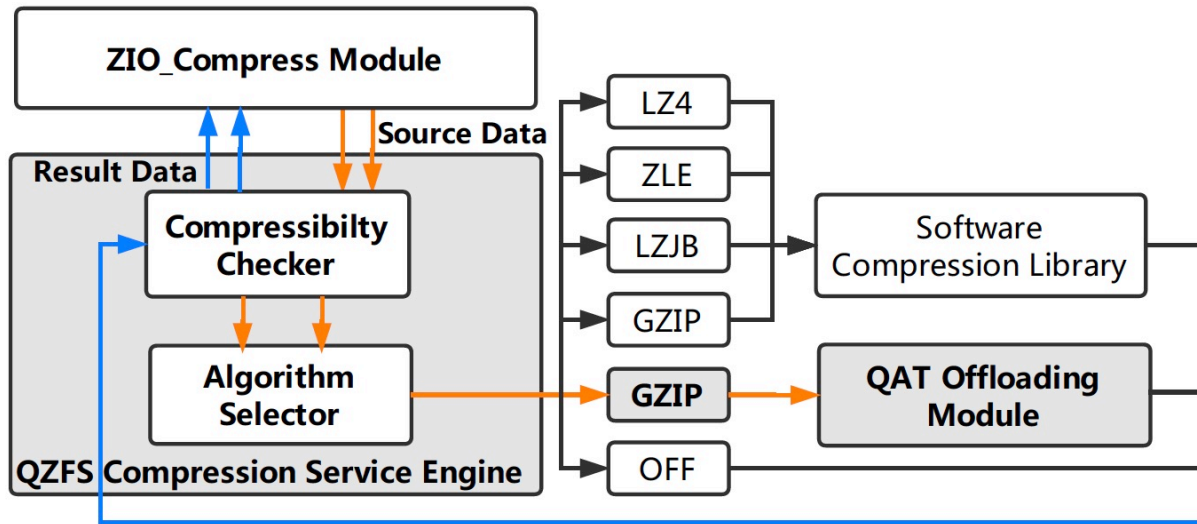 ZIO_Compress Module
Source Data
Result Data
Compressibilty
Checker
Algorithm
Selector
QZFS Compression Service Engine
LZ4
ZLE
LZJB
GZIP
GZIP
OFF
Software
Compression Library
QAT Offloading
Module